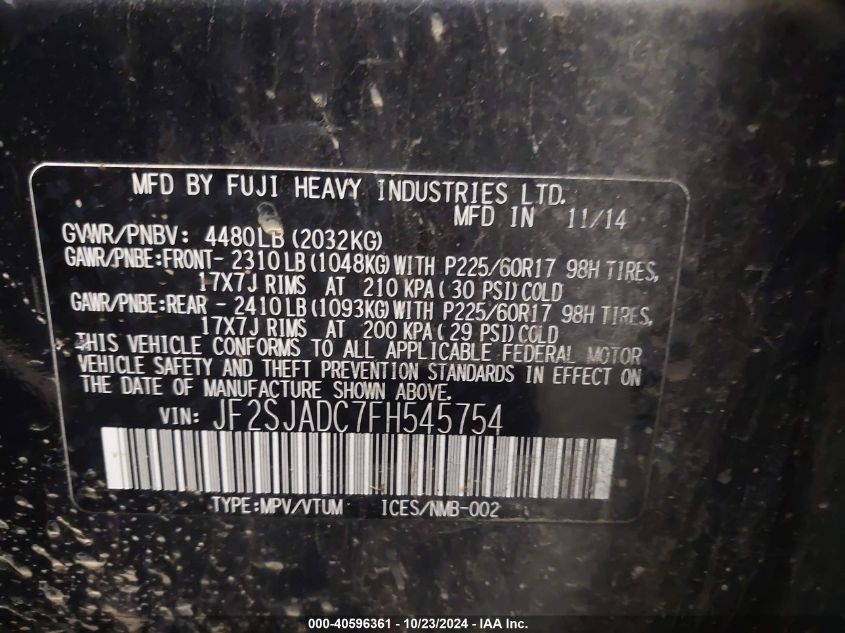 MFD BY FUJI HEAVY INDUSTRIES LTD.
MFD IN 11/14
GVWR/PNBV: 4480LB (2032KG)
GAWR/PNBE:FRONT- 2310LB (1048KG) WITH P225/60R17 98H TIRES,
17X7J RIMS AT 210 KPA (30 PSI) COLD
GAWR/PNBE:REAR - 2410LB (1093KG) WITH P225/60R17 98H TIRES,
17X7J RIMS AT 200 KPA (29 PSI) COLD
THIS VEHICLE CONFORMS TO ALL APPLICABLE FEDERAL MOTOR
VEHICLE SAFETY AND THEFT PREVENTION STANDARDS IN EFFECT ON
THE DATE OF MANUFACTURE SHOWN ABOVE.
VIN: JF2SJADC7FH545754
TYPE:MPV/VTUM ICES/NMB-002
000-40596361 - 10/23/2024 - IAA Inc.